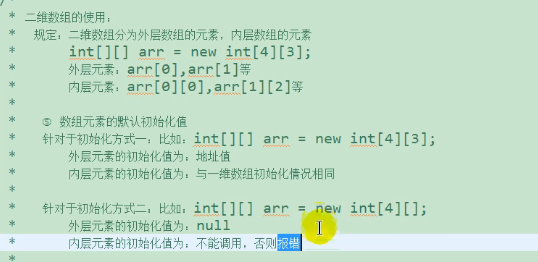 * 二维数组的使用:
* 规定: 二维数组分为外层数组的元素, 内层数组的元素
* int[][] arr = new int[4][3];
* 外层元素: arr[0],arr[1]等
* 内层元素: arr[0][0],arr[1][2]等
*
* ⑤ 数组元素的默认初始化值
* 针对于初始化方式一: 比如: int[][] arr = new int[4][3];
* 外层元素的初始化值为: 地址值
* 内层元素的初始化值为: 与一维数组初始化情况相同
*
* 针对于初始化方式二: 比如: int[][] arr = new int[4][];
* 外层元素的初始化值为: null
* 内层元素的初始化值为: 不能调用, 否则报错